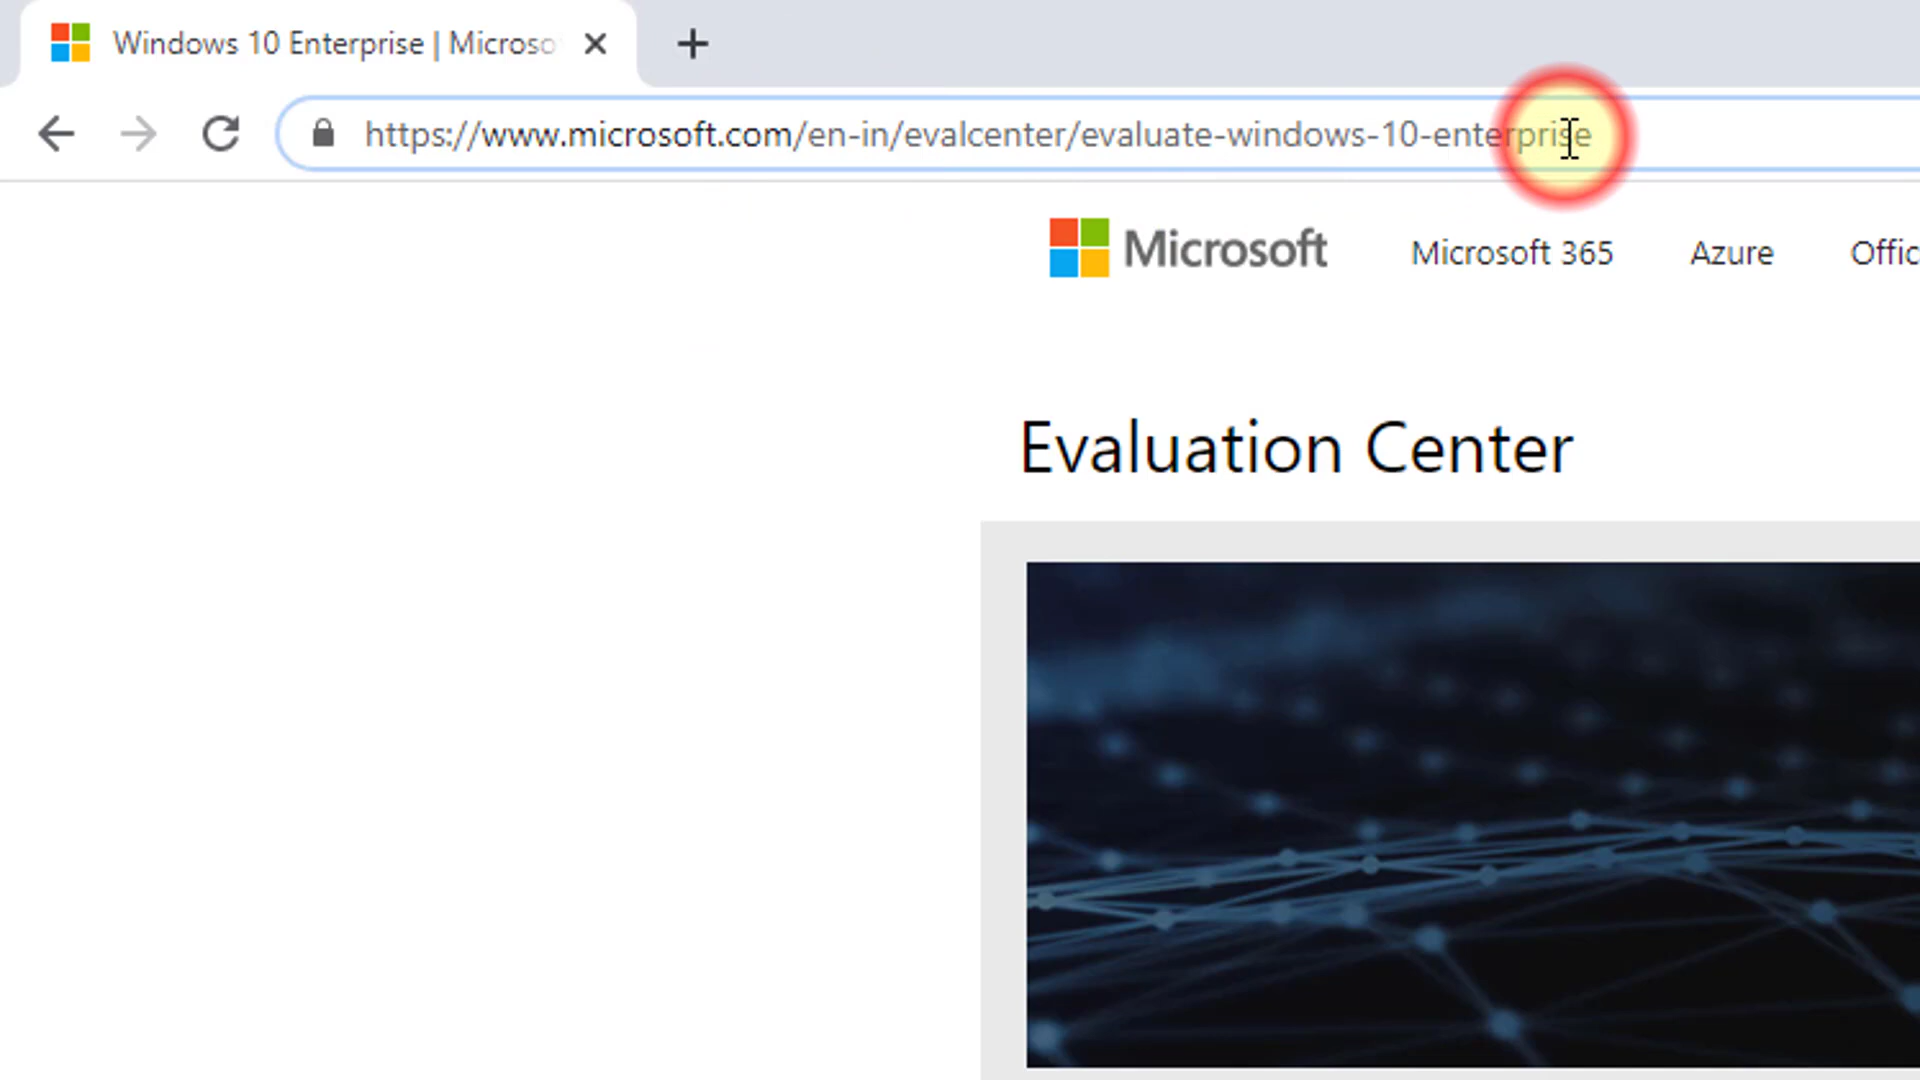 Windows 10 Enterprise | Microso
https://www.microsoft.com/en-in/evalcenter/evaluate-windows-10-enterprise
Microsoft Microsoft 365 Azure Offic
Evaluation Center